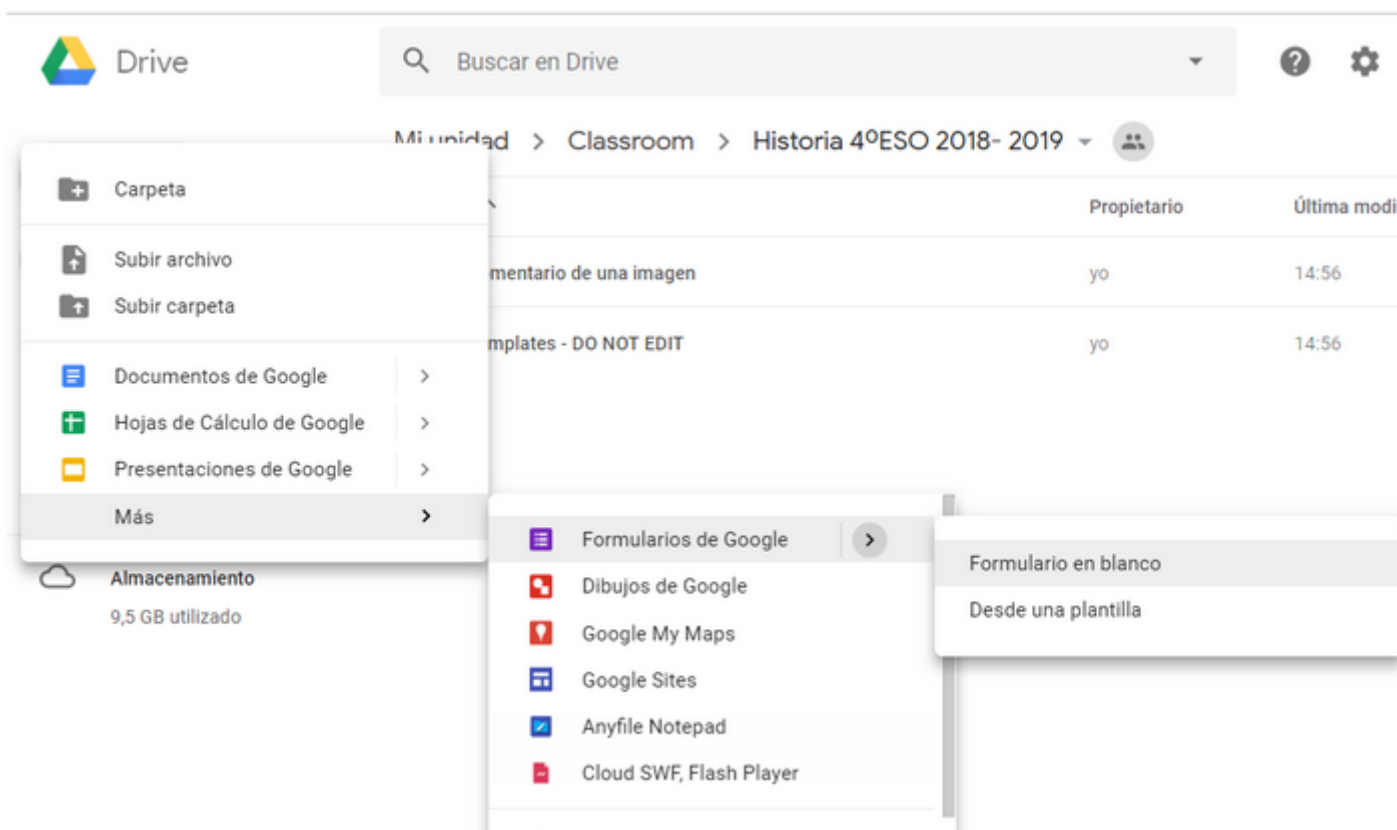 Drive
Buscar en Drive
Mi unidad > Classroom > Historia 4ºESO 2018- 2019
Propietario
Última modi
Carpeta
Subir archivo
Subir carpeta
mentario de una imagen
yo
14:56
mplates - DO NOT EDIT
yo
14:56
Documentos de Google
Hojas de Cálculo de Google
Presentaciones de Google
Más
Formularios de Google
Dibujos de Google
Google My Maps
Google Sites
Anyfile Notepad
Cloud SWF, Flash Player
Formulario en blanco
Desde una plantilla
Almacenamiento
9,5 GB utilizado